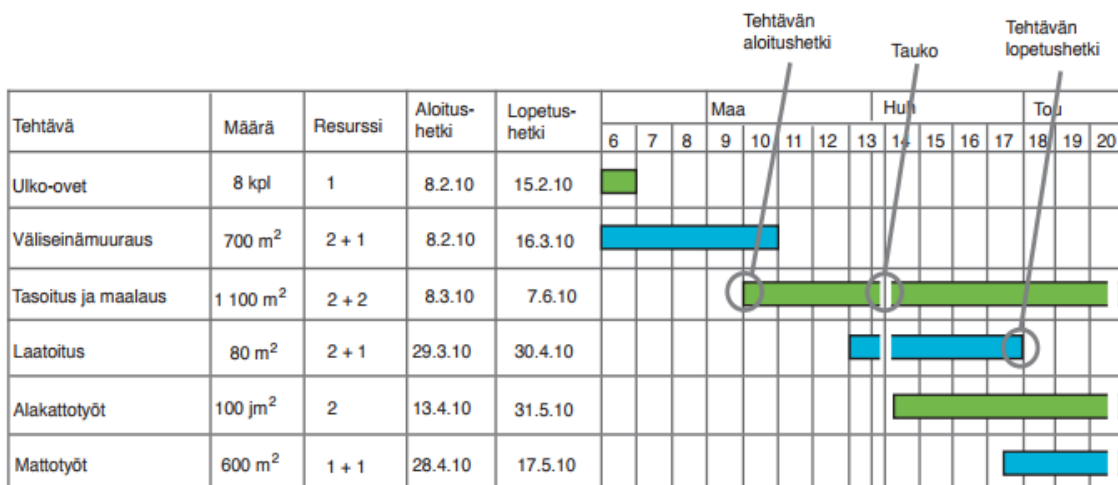 Tehtävän
aloitushetki
Tauko
Tehtävän
lopetushetki
Tehtävä Määrä Resurssi Aloitus-
hetki Lopetus-
hetki Maa Huh Tou
6 7 8 9 10 11 12 13 14 15 16 17 18 19 20
Ulko-ovet 8 kpl 1 8.2.10 15.2.10
Väliseinämuuraus 700 m² 2 + 1 8.2.10 16.3.10
Tasoitus ja maalaus 1 100 m² 2 + 2 8.3.10 7.6.10
Laatoitus 80 m² 2 + 1 29.3.10 30.4.10
Alakattotyöt 100 jm² 2 13.4.10 31.5.10
Mattotyöt 600 m² 1 + 1 28.4.10 17.5.10